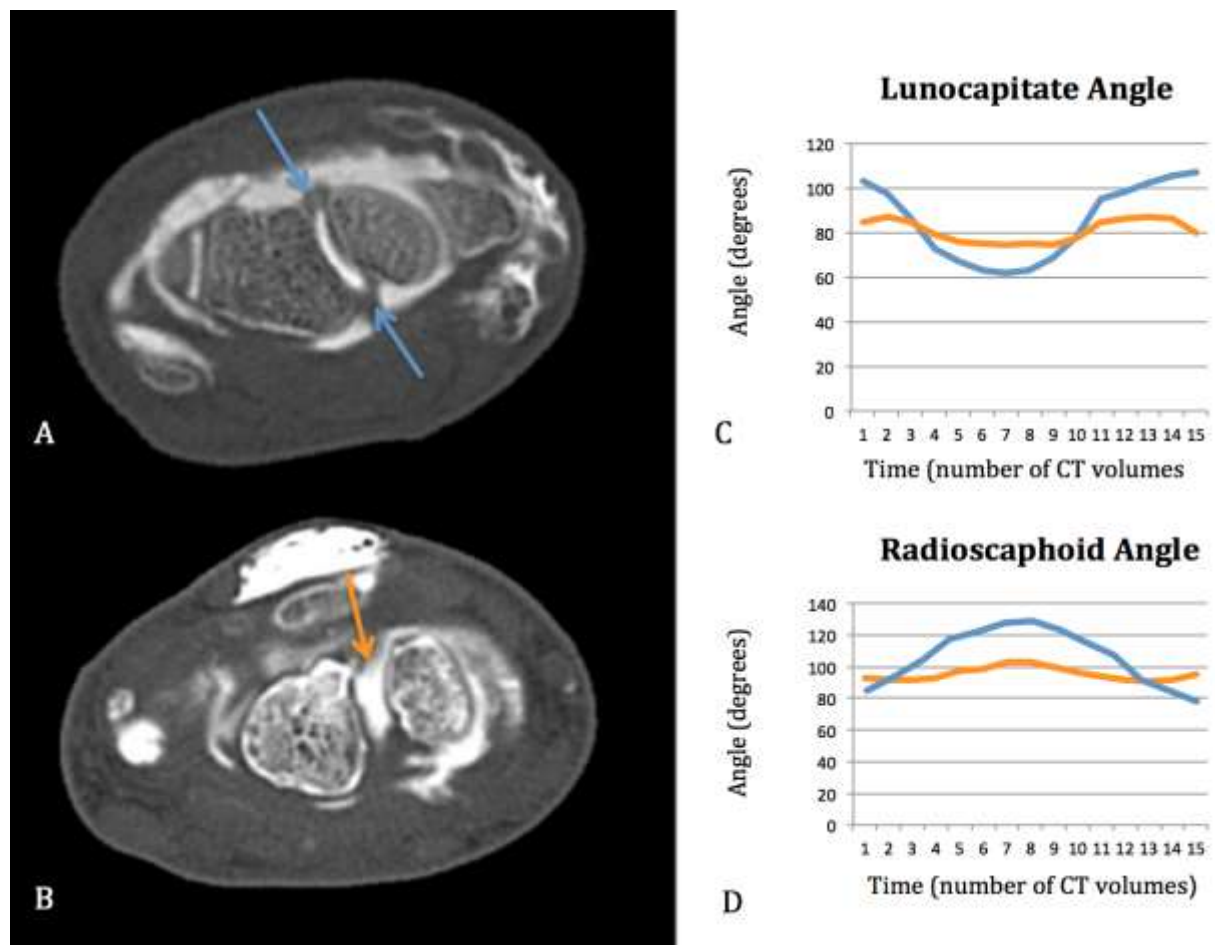 A
B
Lunocapitate Angle
Angle (degrees)
120
100
80
60
40
20
0
1 2 3 4 5 6 7 8 9 10 11 12 13 14 15
Time (number of CT volumes
C
Radioscaphoid Angle
Angle (degrees)
140
120
100
80
60
40
20
0
1 2 3 4 5 6 7 8 9 10 11 12 13 14 15
Time (number of CT volumes)
D